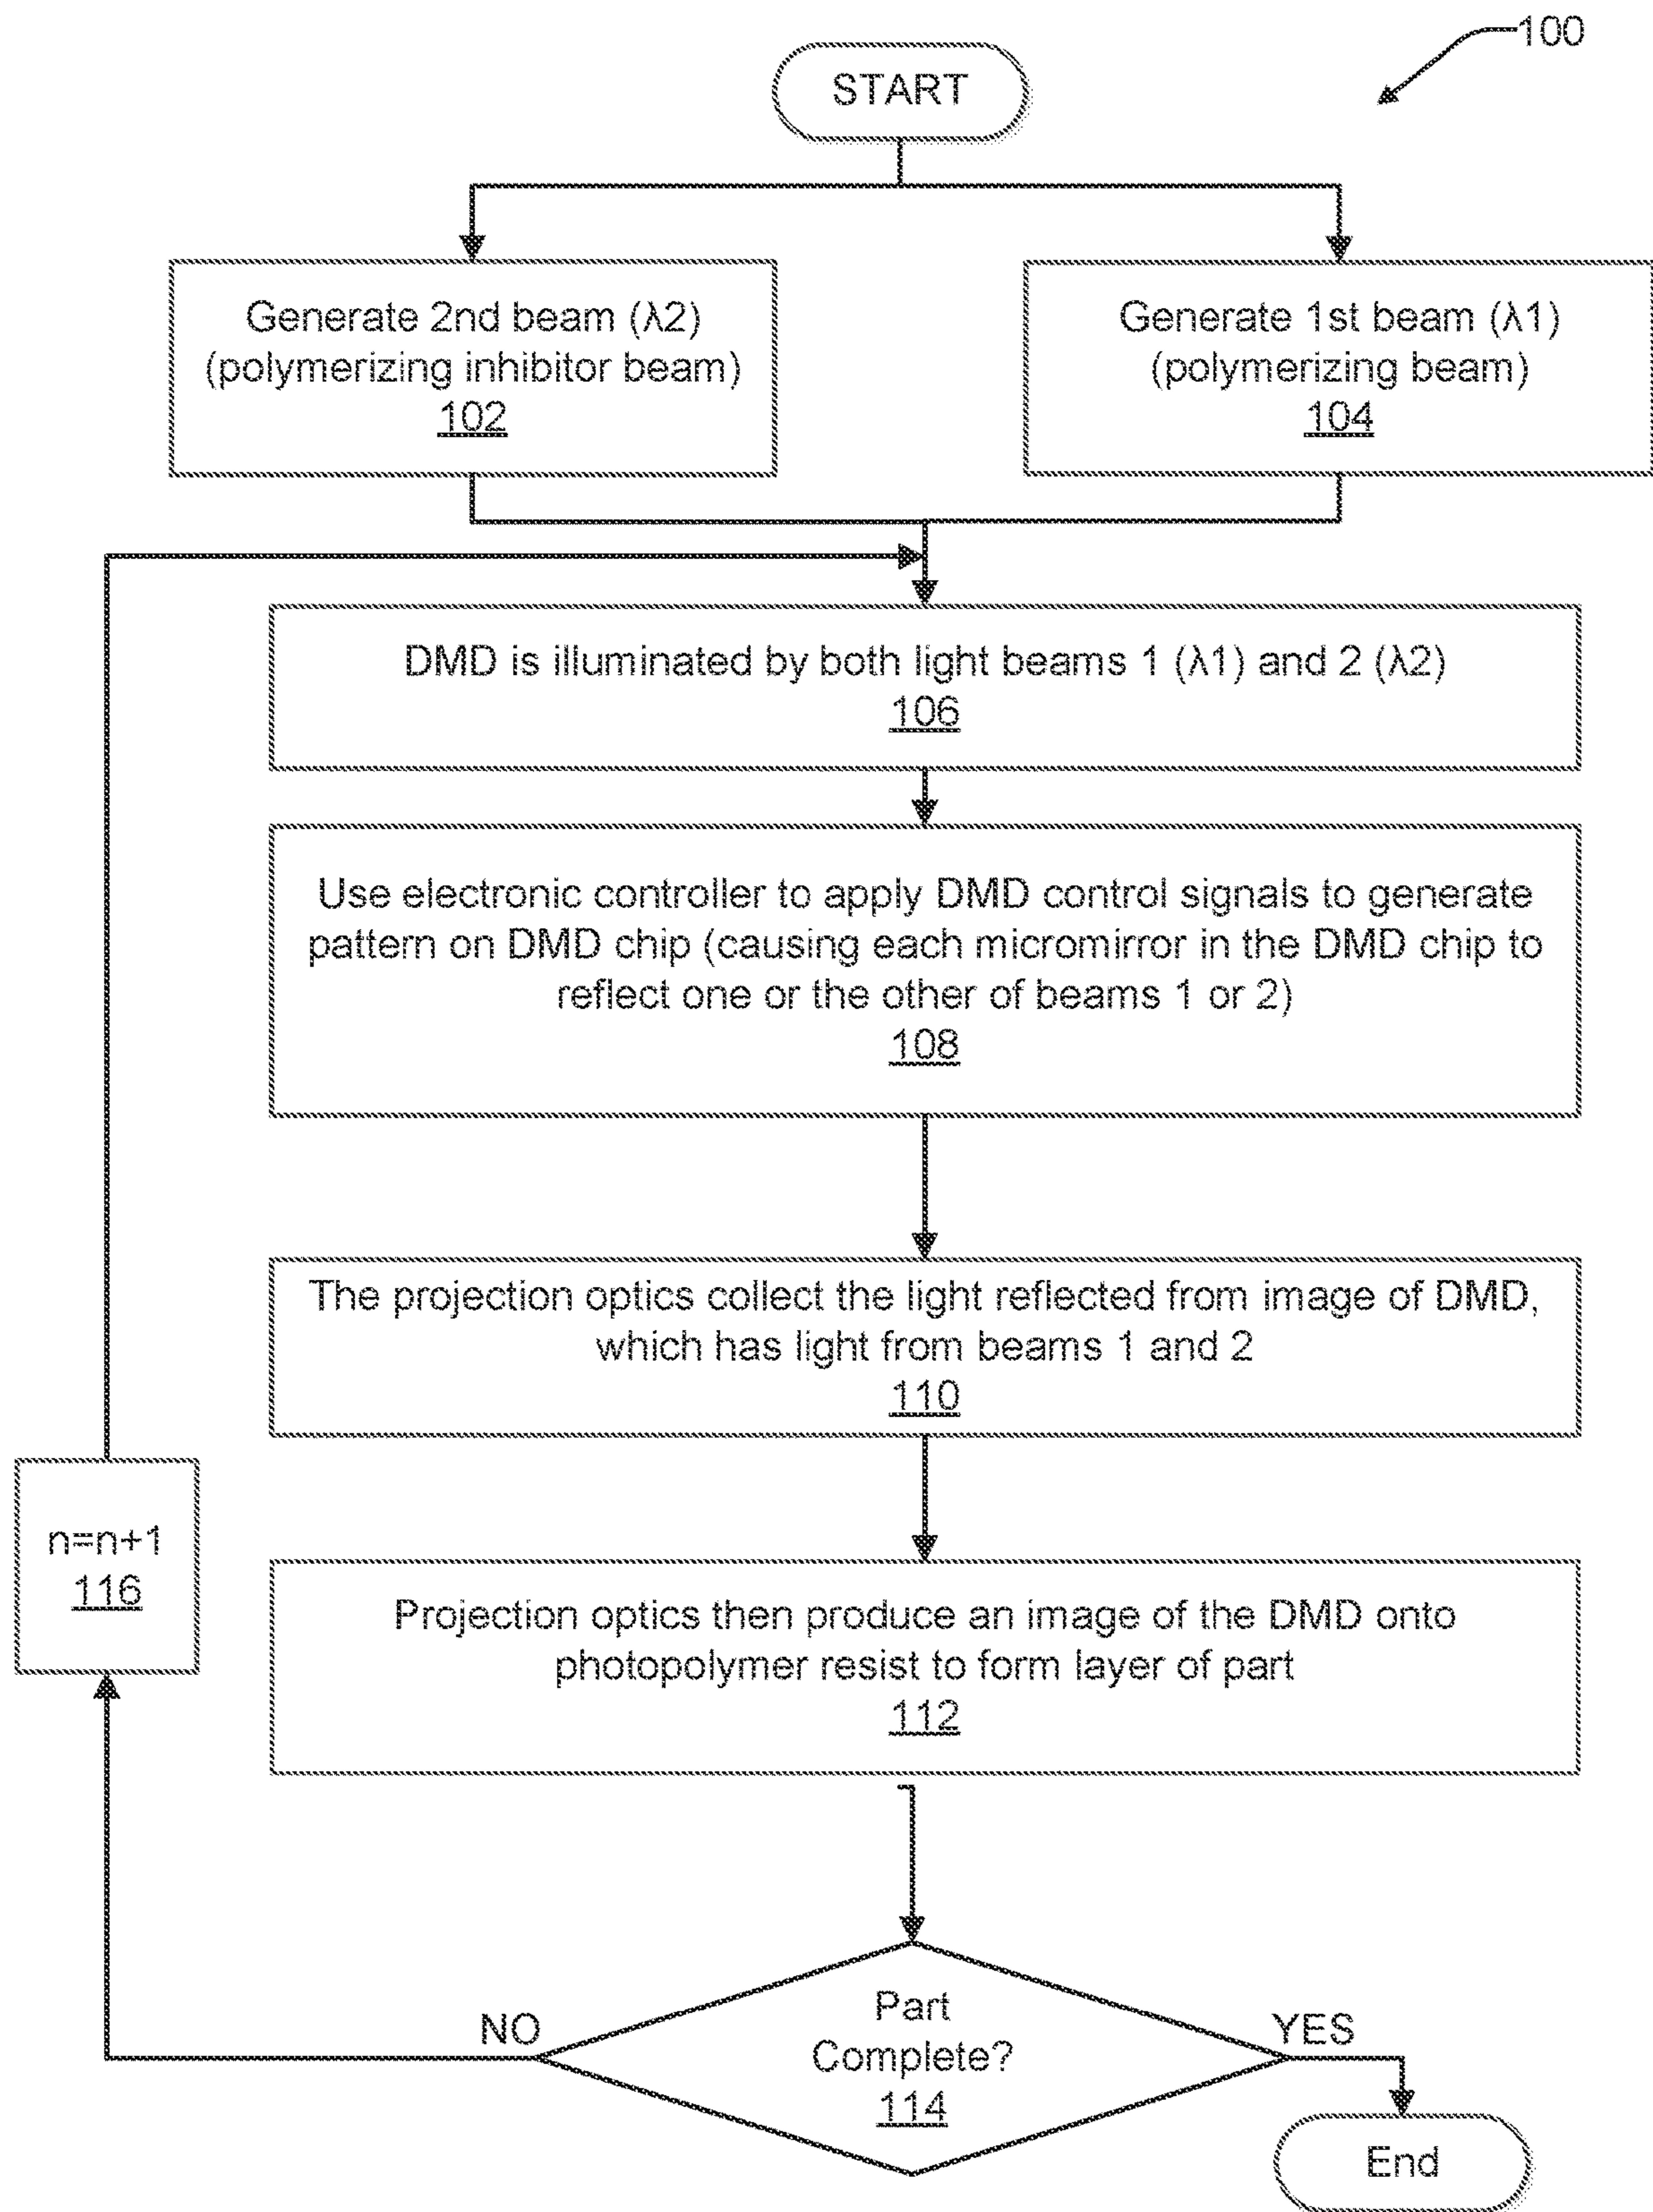 100
START
Generate 2nd beam (λ2)
(polymerizing inhibitor beam)
102
Generate 1st beam (λ1)
(polymerizing beam)
104
DMD is illuminated by both light beams 1 (λ1) and 2 (λ2)
106
Use electronic controller to apply DMD control signals to generate
pattern on DMD chip (causing each micromirror in the DMD chip to
reflect one or the other of beams 1 or 2)
108
The projection optics collect the light reflected from image of DMD,
which has light from beams 1 and 2
110
n=n+1
116
Projection optics then produce an image of the DMD onto
photopolymer resist to form layer of part
112
NO
Part
Complete?
114
YES
End